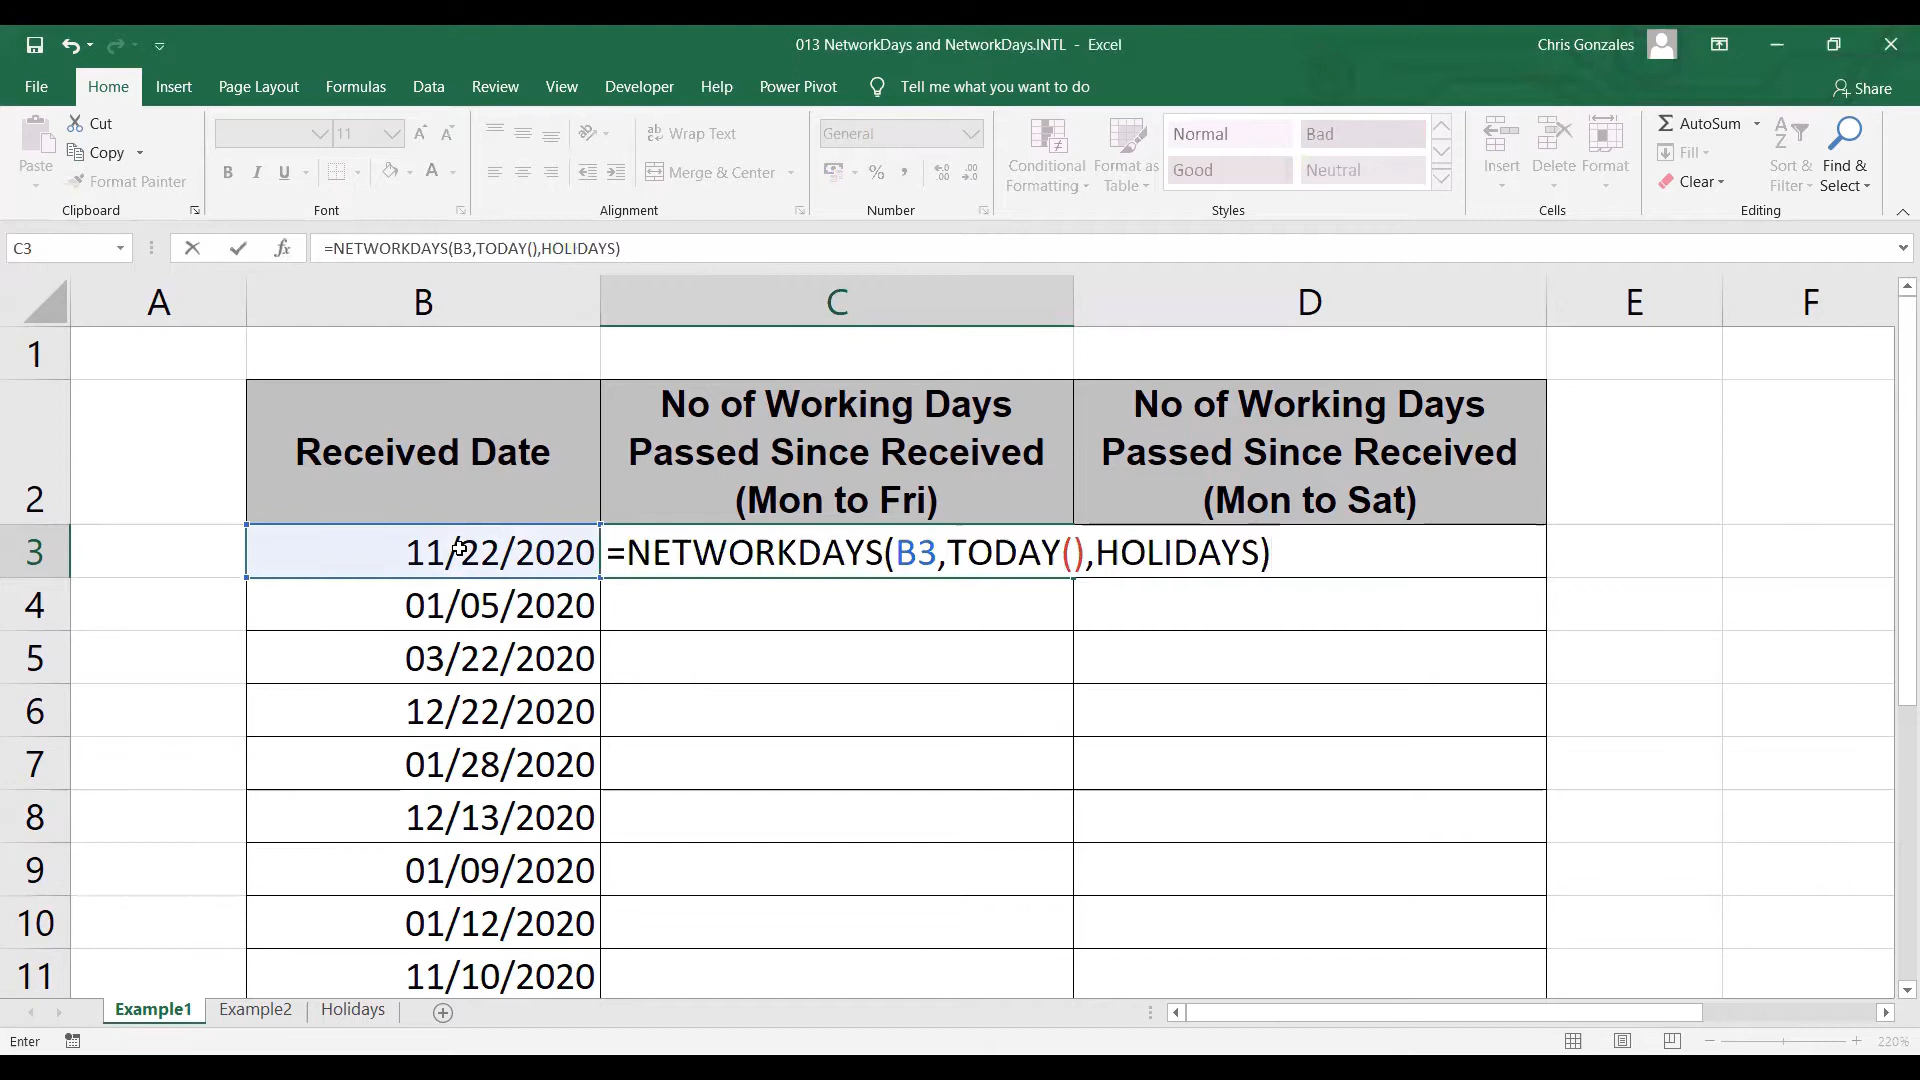 013 NetworkDays and NetworkDays.INTL - Excel
Chris Gonzales
File Home Insert Page Layout Formulas Data Review View Developer Help Power Pivot Tell me what you want to do
Share
Paste
Cut
Copy
Format Painter
Clipboard
11
B I U A
Font
Wrap Text
Merge & Center
Alignment
General
% ,
Number
Conditional Formatting
Format as Table
Normal Bad
Good Neutral
Styles
Insert Delete Format
Cells
AutoSum
Fill
Clear
Sort & Filter
Find & Select
Editing
C3
fx
=NETWORKDAYS(B3,TODAY(),HOLIDAYS)
A B C D E F
1
2
Received Date
No of Working Days
Passed Since Received
(Mon to Fri)
No of Working Days
Passed Since Received
(Mon to Sat)
3 11/22/2020 =NETWORKDAYS(B3,TODAY(),HOLIDAYS)
4 01/05/2020
5 03/22/2020
6 12/22/2020
7 01/28/2020
8 12/13/2020
9 01/09/2020
10 01/12/2020
11 11/10/2020
Example1 Example2 Holidays
Enter
220%